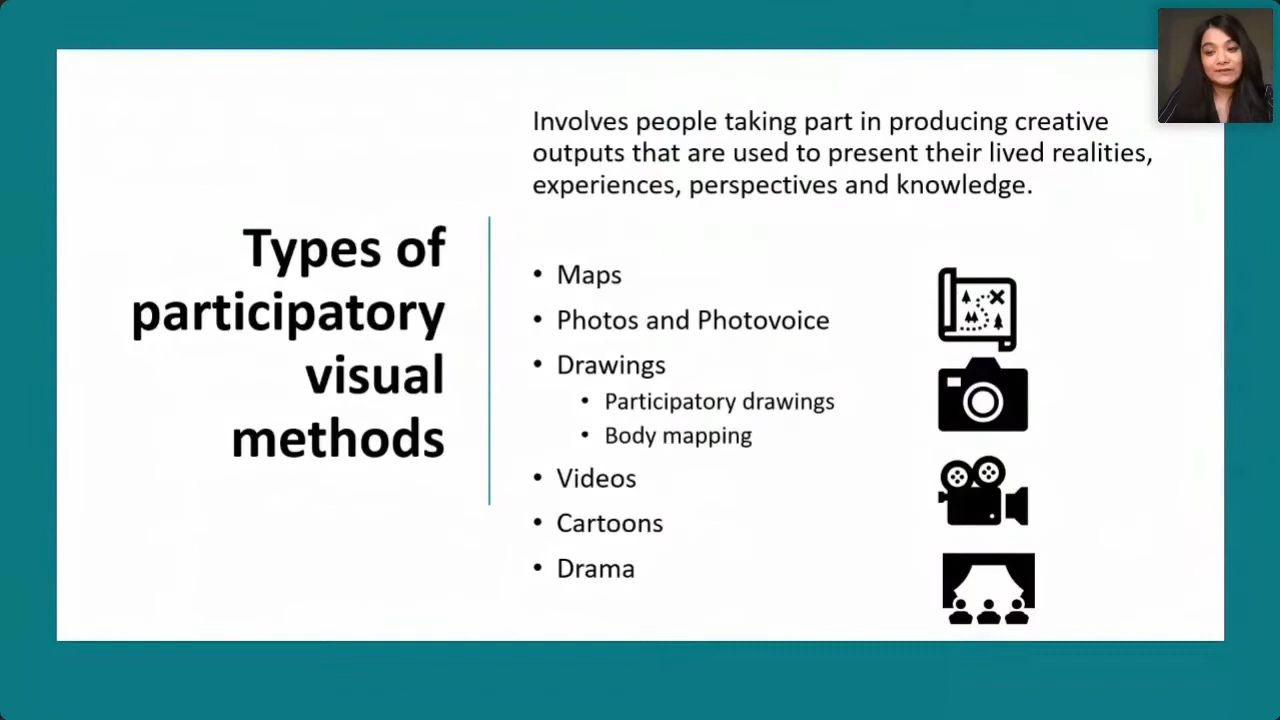 Types of
participatory
visual
methods
Involves people taking part in producing creative
outputs that are used to present their lived realities,
experiences, perspectives and knowledge.
• Maps
• Photos and Photovoice
• Drawings
• Participatory drawings
• Body mapping
• Videos
• Cartoons
• Drama